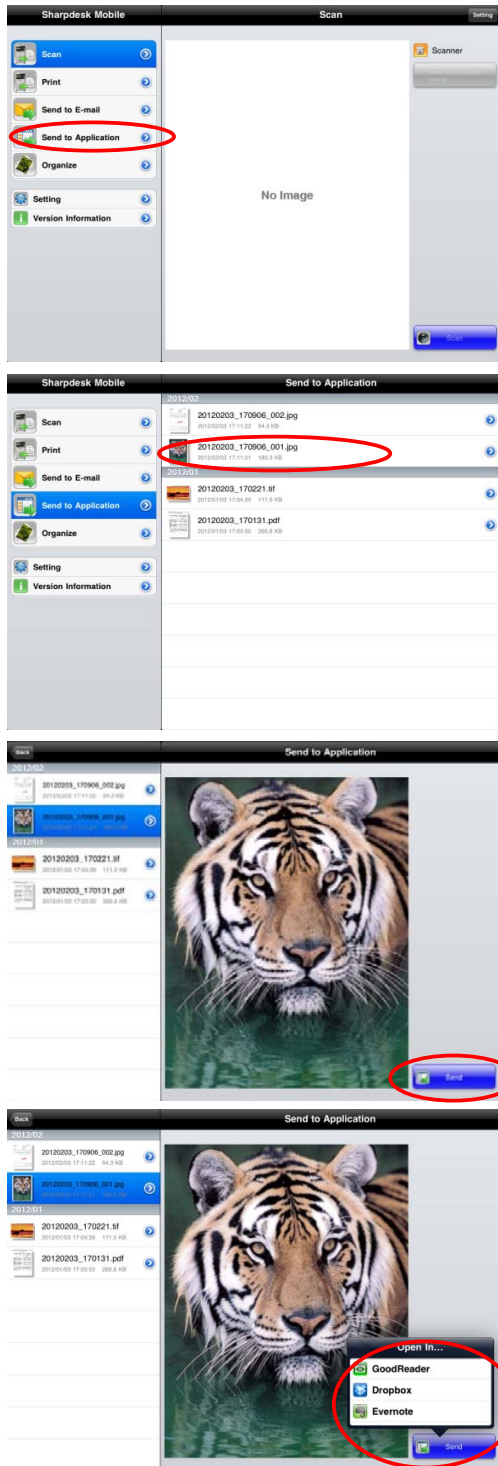 Sharpdesk Mobile
Scan
Setting
Scan
Print
Send to E-mail
Send to Application
Organize
Setting
Version Information
No Image
Scanner
Scan
Sharpdesk Mobile
Send to Application
Scan
Print
Send to E-mail
Send to Application
Organize
Setting
Version Information
2012/02
20120203_170906_002.jpg
2012/02/03 17:11:22 94.3 KB
20120203_170906_001.jpg
2012/02/03 17:11:21 180.3 KB
2012/01
20120203_170221.tif
2012/01/03 17:04:39 111.5 KB
20120203_170131.pdf
2012/01/03 17:03:50 266.6 KB
Back
Send to Application
2012/02
20120203_170906_002.jpg
2012/02/03 17:11:22 94.3 KB
20120203_170906_001.jpg
2012/01
20120203_170221.tif
2012/01/03 17:04:39 111.5 KB
20120203_170131.pdf
2012/01/03 17:03:50 266.6 KB
Send
Back
Send to Application
2012/02
20120203_170906_002.jpg
2012/02/03 17:11:22 94.3 KB
20120203_170906_001.jpg
2012/01
20120203_170221.tif
2012/01/03 17:04:39 111.5 KB
20120203_170131.pdf
2012/01/03 17:03:50 266.6 KB
Open In...
GoodReader
Dropbox
Evernote
Send